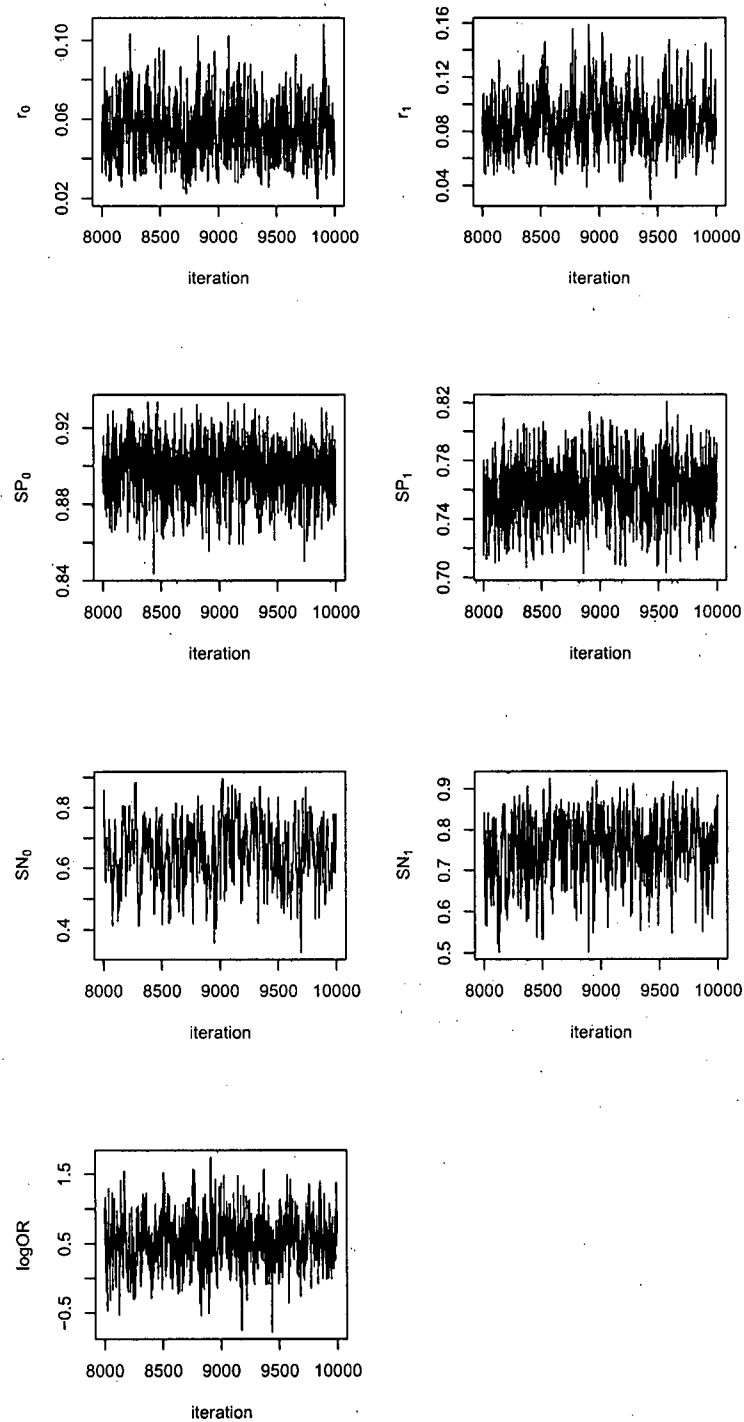 r0
0.02 0.06 0.10
8000 8500 9000 9500 10000
iteration
r1
0.04 0.08 0.12 0.16
8000 8500 9000 9500 10000
iteration
SP0
0.84 0.88 0.92
8000 8500 9000 9500 10000
iteration
SP1
0.70 0.74 0.78 0.82
8000 8500 9000 9500 10000
iteration
SN0
0.4 0.6 0.8
8000 8500 9000 9500 10000
iteration
SN1
0.5 0.6 0.7 0.8 0.9
8000 8500 9000 9500 10000
iteration
logOR
-0.5 0.5 1.5
8000 8500 9000 9500 10000
iteration